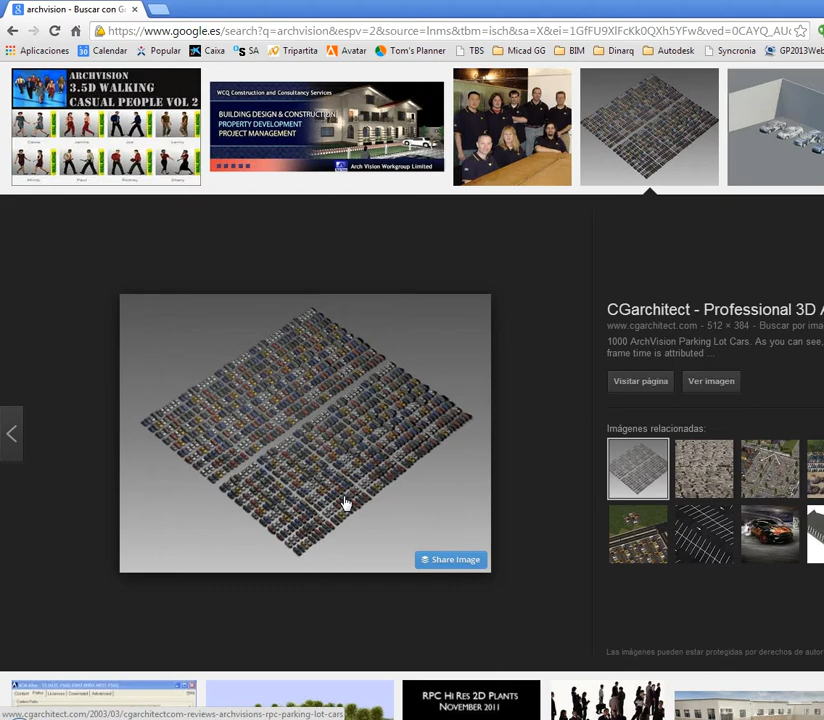 archvision - Buscar con G
https://www.google.es/search?q=archvision&espv=2&source=lnms&tbm=isch&sa=X&ei=1GfFU9XlFcKk0QXh5YFw&ved=0CAYQ_AU
Aplicaciones Calendar Popular Caixa SA Tripartita Avatar Tom's Planner TBS Micad GG BIM Dinarq Autodesk Syncronia GP2013Web
ARCHVISION
3.5D WALKING
CASUAL PEOPLE VOL 2
WCQ Construction and Consultancy Services
BUILDING DESIGN & CONSTRUCTION
PROPERTY DEVELOPMENT
PROJECT MANAGEMENT
Arch Vision Workgroup Limited
CGarchitect - Professional 3D
www.cgarchitect.com - 512 × 384 - Buscar por ima
1000 ArchVision Parking Lot Cars. As you can see,
frame time is attributed ...
Visitar página Ver imagen
Imágenes relacionadas:
Share Image
Las imágenes pueden estar protegidas por derechos de autor
RPC HI RES 2D PLANTS
NOVEMBER 2011
www.cgarchitect.com/2003/03/cgarchitectcom-reviews-archvisions-rpc-parking-lot-cars